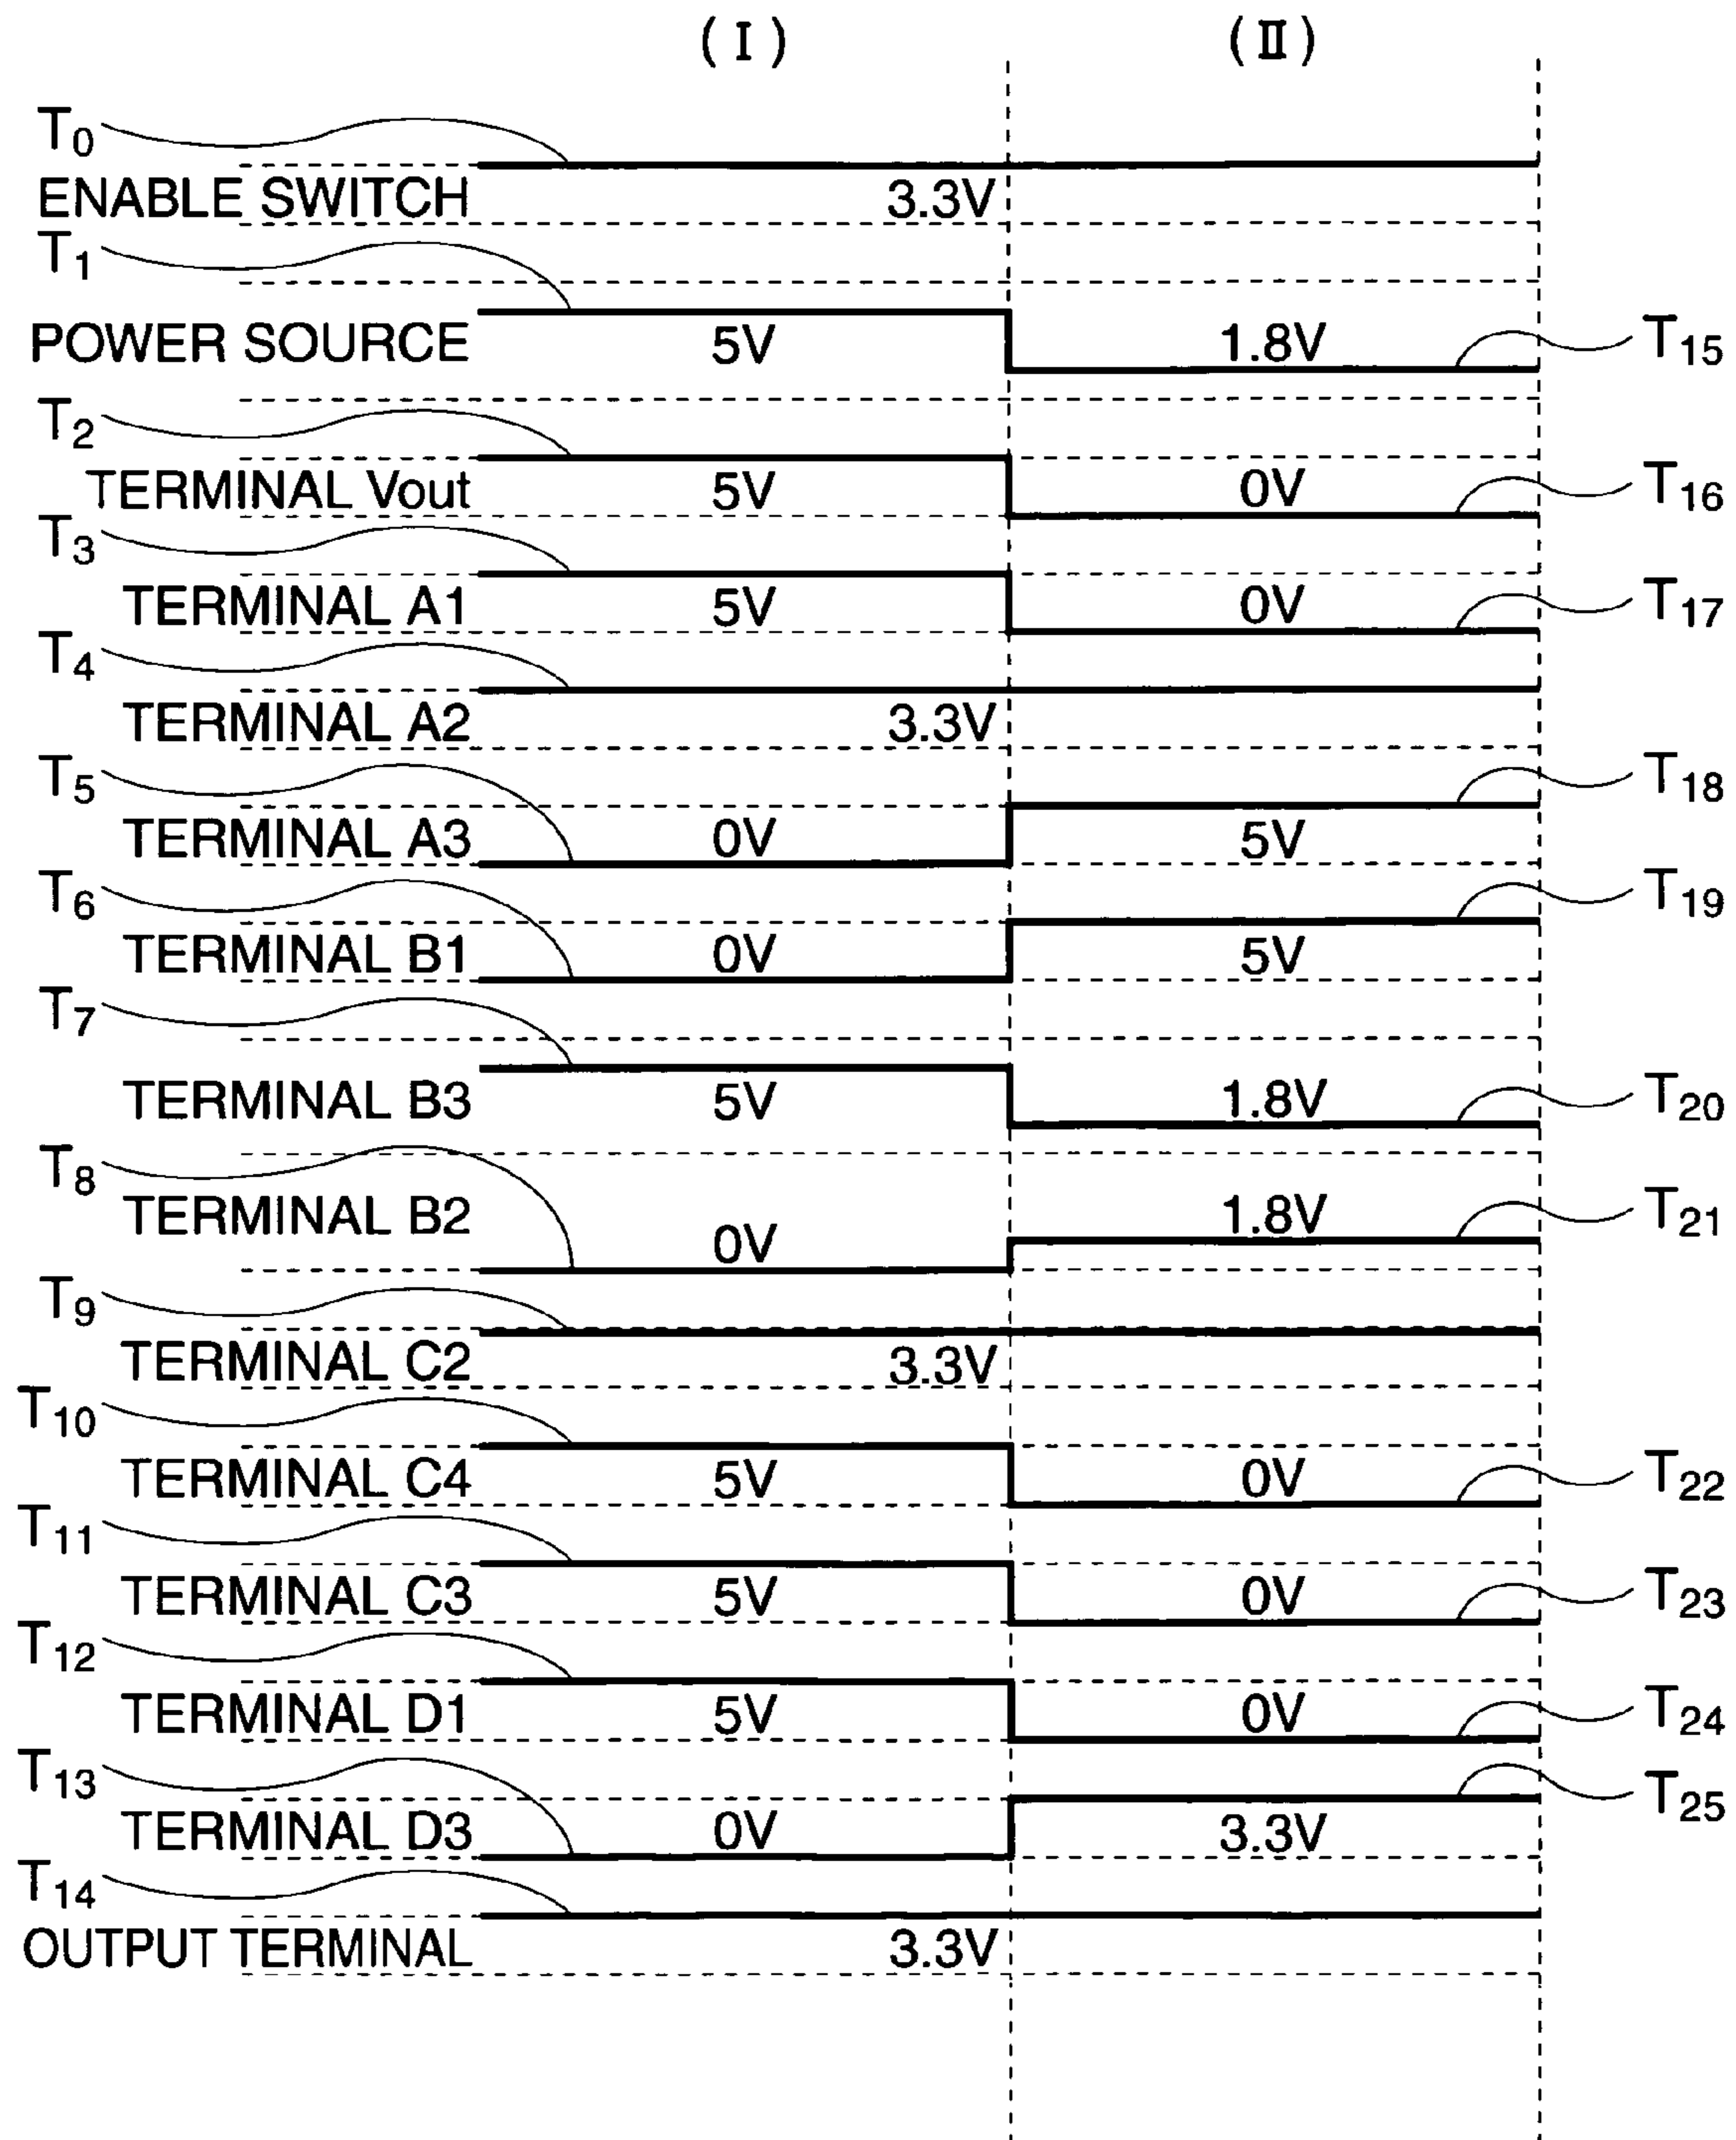 (I) (II)
T0
ENABLE SWITCH 3.3V
T1
POWER SOURCE 5V 1.8V T15
T2
TERMINAL Vout 5V 0V T16
T3
TERMINAL A1 5V 0V T17
T4
TERMINAL A2 3.3V
T5 T18
TERMINAL A3 0V 5V
T6 T19
TERMINAL B1 0V 5V
T7
TERMINAL B3 5V 1.8V T20
T8
TERMINAL B2 0V 1.8V T21
T9
TERMINAL C2 3.3V
T10
TERMINAL C4 5V 0V T22
T11
TERMINAL C3 5V 0V T23
T12
TERMINAL D1 5V 0V T24
T13 T25
TERMINAL D3 0V 3.3V
T14
OUTPUT TERMINAL 3.3V